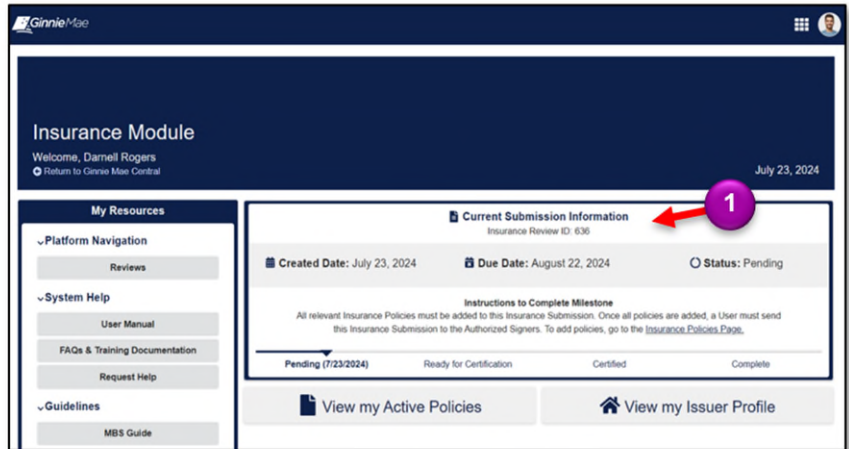 GinnieMae
Insurance Module
Welcome, Darnell Rogers
Return to Ginnie Mae Central
July 23, 2024
My Resources
Platform Navigation
Reviews
System Help
User Manual
FAQs & Training Documentation
Request Help
Guidelines
MBS Guide
Current Submission Information
1
Insurance Review ID: 636
Created Date: July 23, 2024
Due Date: August 22, 2024
Status: Pending
Instructions to Complete Milestone
All relevant Insurance Policies must be added to this Insurance Submission. Once all policies are added, a User must send
this Insurance Submission to the Authorized Signers. To add policies, go to the Insurance Policies Page.
Pending (7/23/2024)
Ready for Certification
Certified
Complete
View my Active Policies
View my Issuer Profile